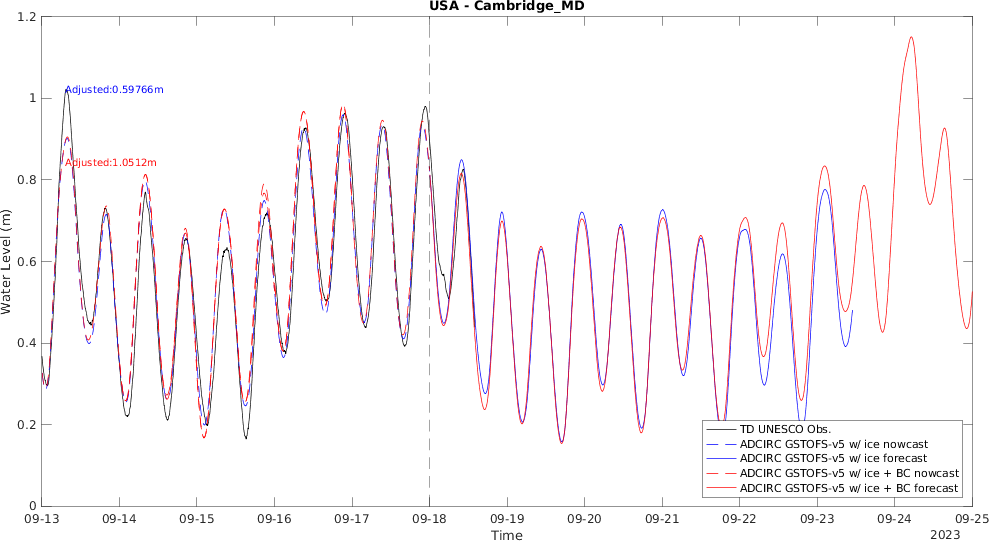 USA - Cambridge_MD
1.2
1
0.8
0.6
0.4
0.2
0
Water Level (m)
Adjusted:0.59766m
Adjusted:1.0512m
TD UNESCO Obs.
ADCIRC GSTOFS-v5 w/ ice nowcast
ADCIRC GSTOFS-v5 w/ ice forecast
ADCIRC GSTOFS-v5 w/ ice + BC nowcast
ADCIRC GSTOFS-v5 w/ ice + BC forecast
09-13 09-14 09-15 09-16 09-17 09-18 09-19 09-20 09-21 09-22 09-23 09-24 09-25
Time
2023